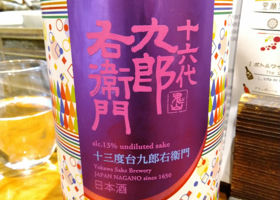 十六代
九郎
右衛門
alc.13% undiluted sake
十三度台九郎右衛門
Yukawa Sake Brewery
JAPAN NAGANO since 1650
日本酒